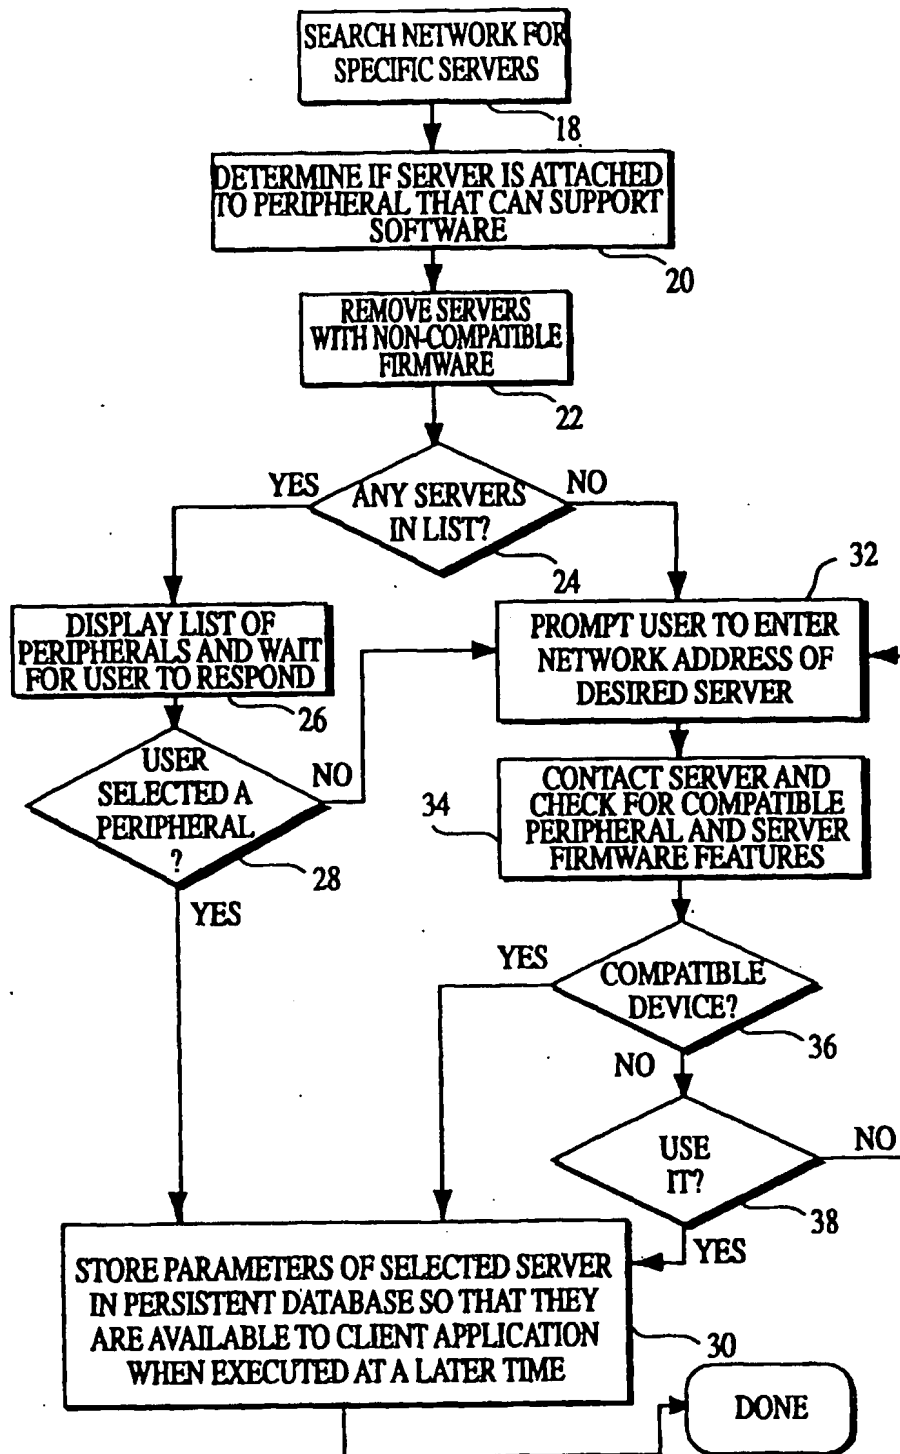 SEARCH NETWORK FOR
SPECIFIC SERVERS
18
DETERMINE IF SERVER IS ATTACHED
TO PERIPHERAL THAT CAN SUPPORT
SOFTWARE
20
REMOVE SERVERS
WITH NON-COMPATIBLE
FIRMWARE
22
YES
ANY SERVERS
IN LIST?
NO
24
32
DISPLAY LIST OF
PERIPHERALS AND WAIT
FOR USER TO RESPOND
26
PROMPT USER TO ENTER
NETWORK ADDRESS OF
DESIRED SERVER
USER
SELECTED A
PERIPHERAL
?
NO
28
YES
34
CONTACT SERVER AND
CHECK FOR COMPATIBLE
PERIPHERAL AND SERVER
FIRMWARE FEATURES
YES
COMPATIBLE
DEVICE?
36
NO
USE
IT?
NO
38
YES
STORE PARAMETERS OF SELECTED SERVER
IN PERSISTENT DATABASE SO THAT THEY
ARE AVAILABLE TO CLIENT APPLICATION
WHEN EXECUTED AT A LATER TIME
30
DONE